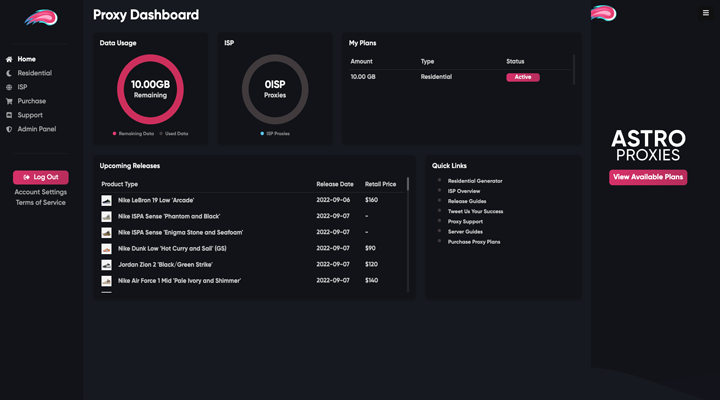 Proxy Dashboard
Home
Residential
ISP
Purchase
Support
Admin Panel
Log Out
Account Settings
Terms of Service
Data Usage
10.00GB
Remaining
Remaining Data Used Data
ISP
0ISP
Proxies
ISP Proxies
My Plans
Amount Type Status
10.00 GB Residential Active
Upcoming Releases
Product Type Release Date Retail Price
Nike LeBron 19 Low 'Arcade' 2022-09-06 $160
Nike ISPA Sense 'Phantom and Black' 2022-09-07 -
Nike ISPA Sense 'Enigma Stone and Seafoam' 2022-09-07 -
Nike Dunk Low 'Hot Curry and Sail' (GS) 2022-09-07 $90
Jordan Zion 2 'Black/Green Strike' 2022-09-07 $120
Nike Air Force 1 Mid 'Pale Ivory and Shimmer' 2022-09-07 $140
Quick Links
Residential Generator
ISP Overview
Release Guides
Tweet Us Your Success
Proxy Support
Server Guides
Purchase Proxy Plans
ASTRO
PROXIES
View Available Plans